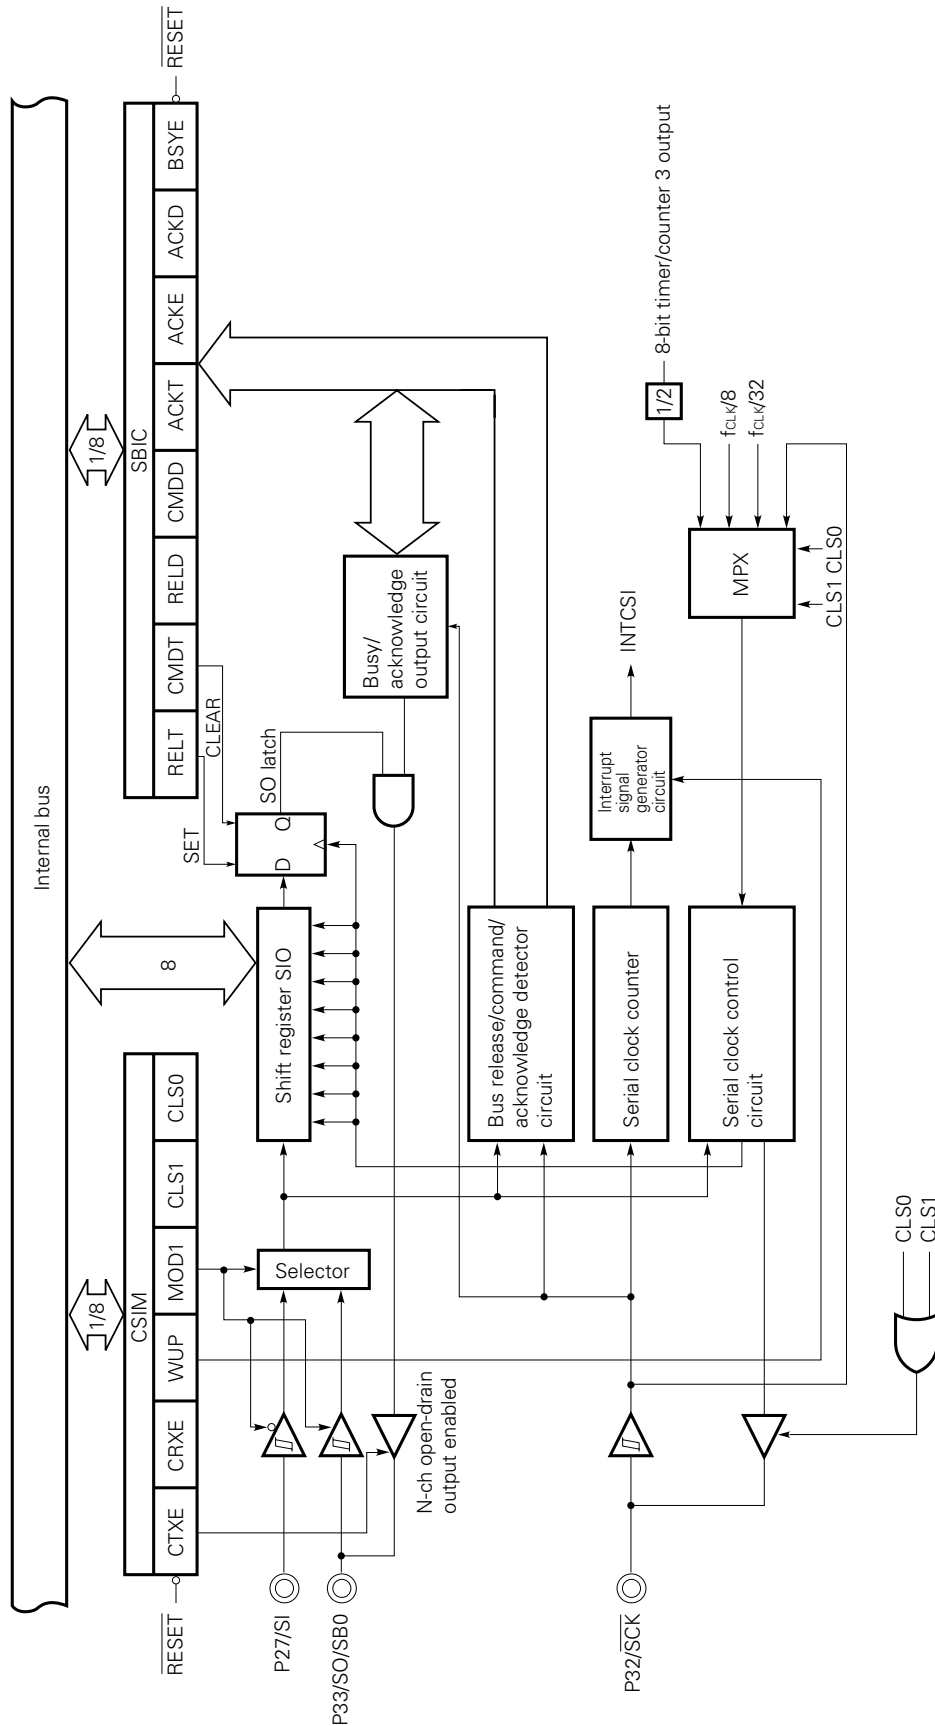 Internal bus
RESET
1/8
CSIM
CTXE
CRXE
WUP
MOD1
CLS1
CLS0
8
1/8
SBIC
RELT
CMDT
RELD
CMDD
ACKT
ACKE
ACKD
BSYE
RESET
SET
CLEAR
P27/SI
Selector
Shift register SIO
D
Q
SO latch
P33/SO/SB0
N-ch open-drain
output enabled
Busy/
acknowledge
output circuit
Bus release/command/
acknowledge detector
circuit
P32/SCK
Serial clock counter
Interrupt
signal
generator
circuit
INTCSI
Serial clock control
circuit
MPX
1/2
8-bit timer/counter 3 output
fCLK/8
fCLK/32
CLS1 CLS0
CLS0
CLS1